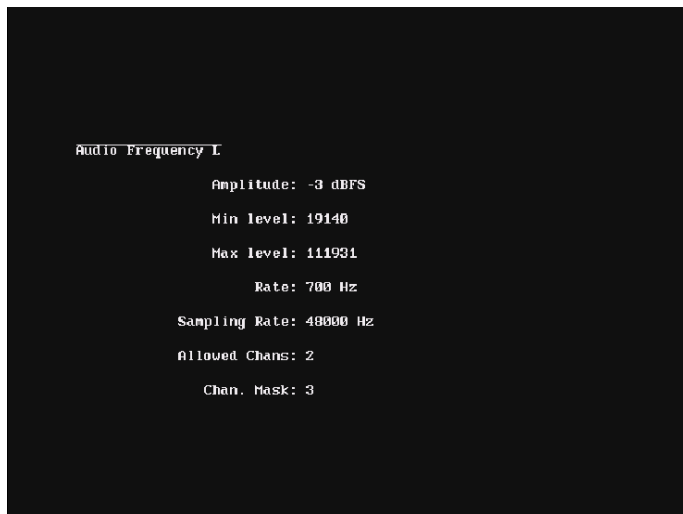 Audio Frequency L
Amplitude: -3 dBFS
Min level: 19140
Max level: 111931
Rate: 700 Hz
Sampling Rate: 48000 Hz
Allowed Chans: 2
Chan. Mask: 3